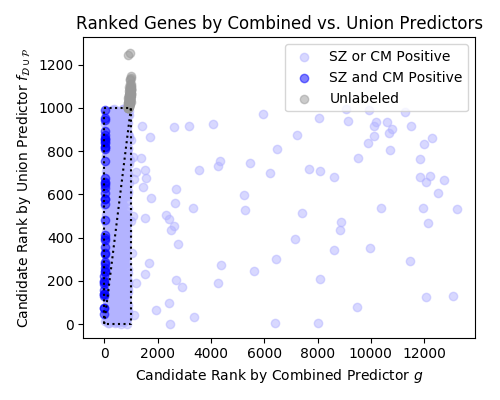 Ranked Genes by Combined vs. Union Predictors
SZ or CM Positive
SZ and CM Positive
Unlabeled
Candidate Rank by Union Predictor f_{D∪P}
1200
1000
800
600
400
200
0
0 2000 4000 6000 8000 10000 12000
Candidate Rank by Combined Predictor g